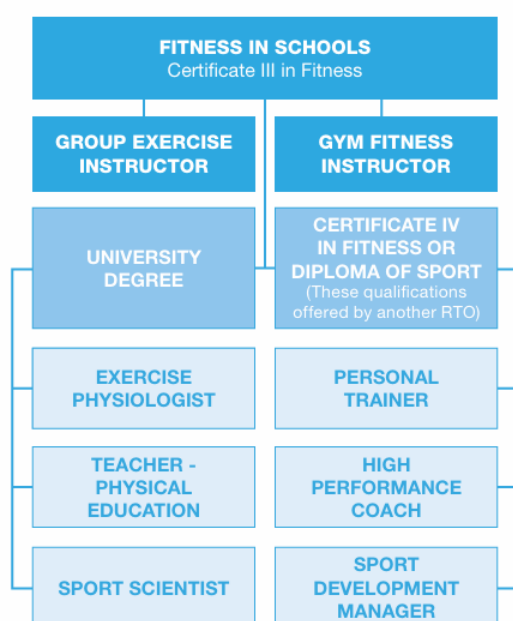 FITNESS IN SCHOOLS
Certificate III in Fitness
GROUP EXERCISE
INSTRUCTOR
GYM FITNESS
INSTRUCTOR
UNIVERSITY
DEGREE
CERTIFICATE IV
IN FITNESS OR
DIPLOMA OF SPORT
(These qualifications
offered by another RTO)
EXERCISE
PHYSIOLOGIST
PERSONAL
TRAINER
TEACHER -
PHYSICAL
EDUCATION
HIGH
PERFORMANCE
COACH
SPORT SCIENTIST
SPORT
DEVELOPMENT
MANAGER